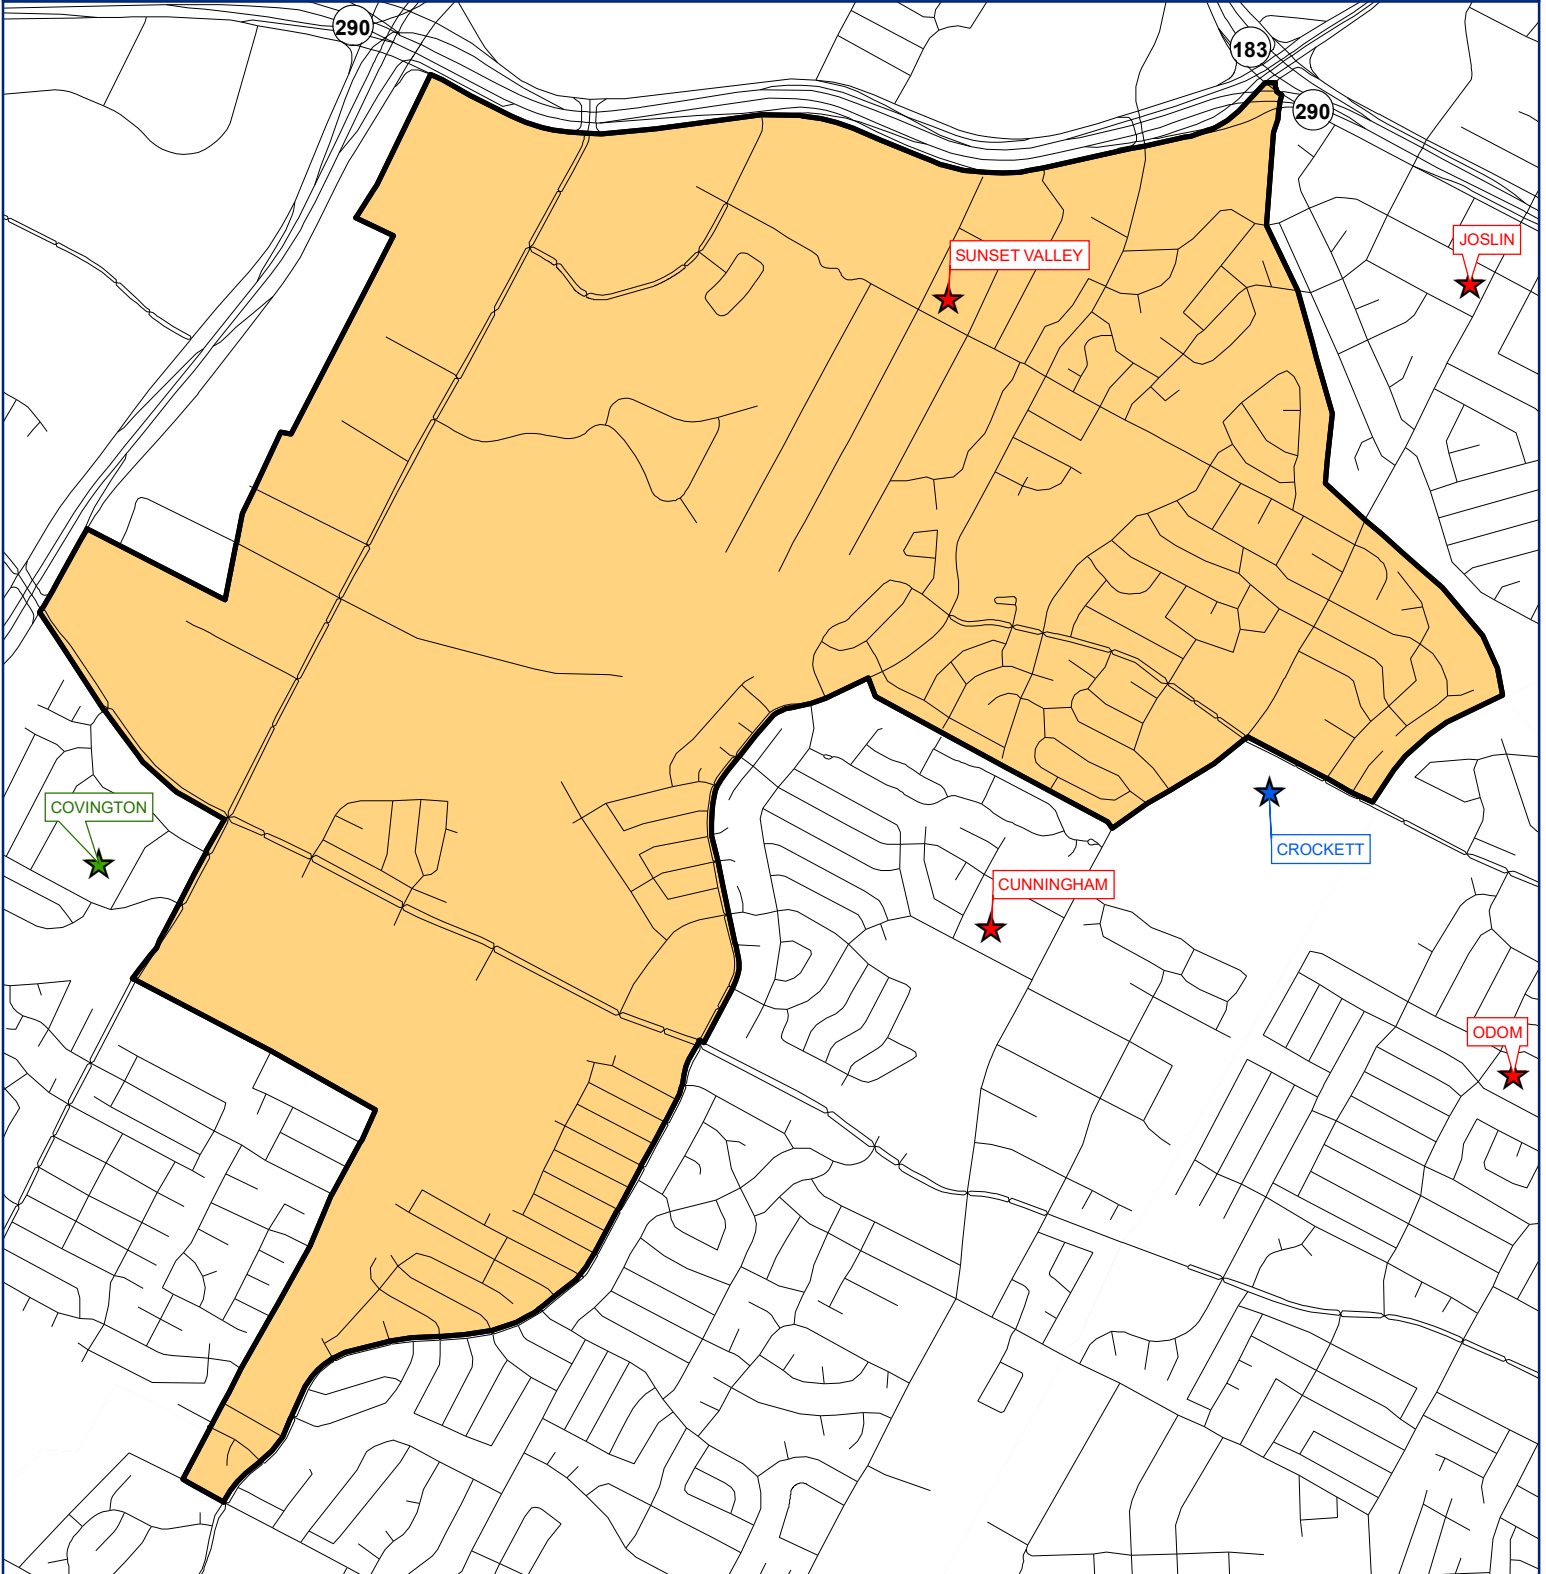 290
183
290
SUNSET VALLEY
JOSLIN
COVINGTON
CROCKETT
CUNNINGHAM
ODOM